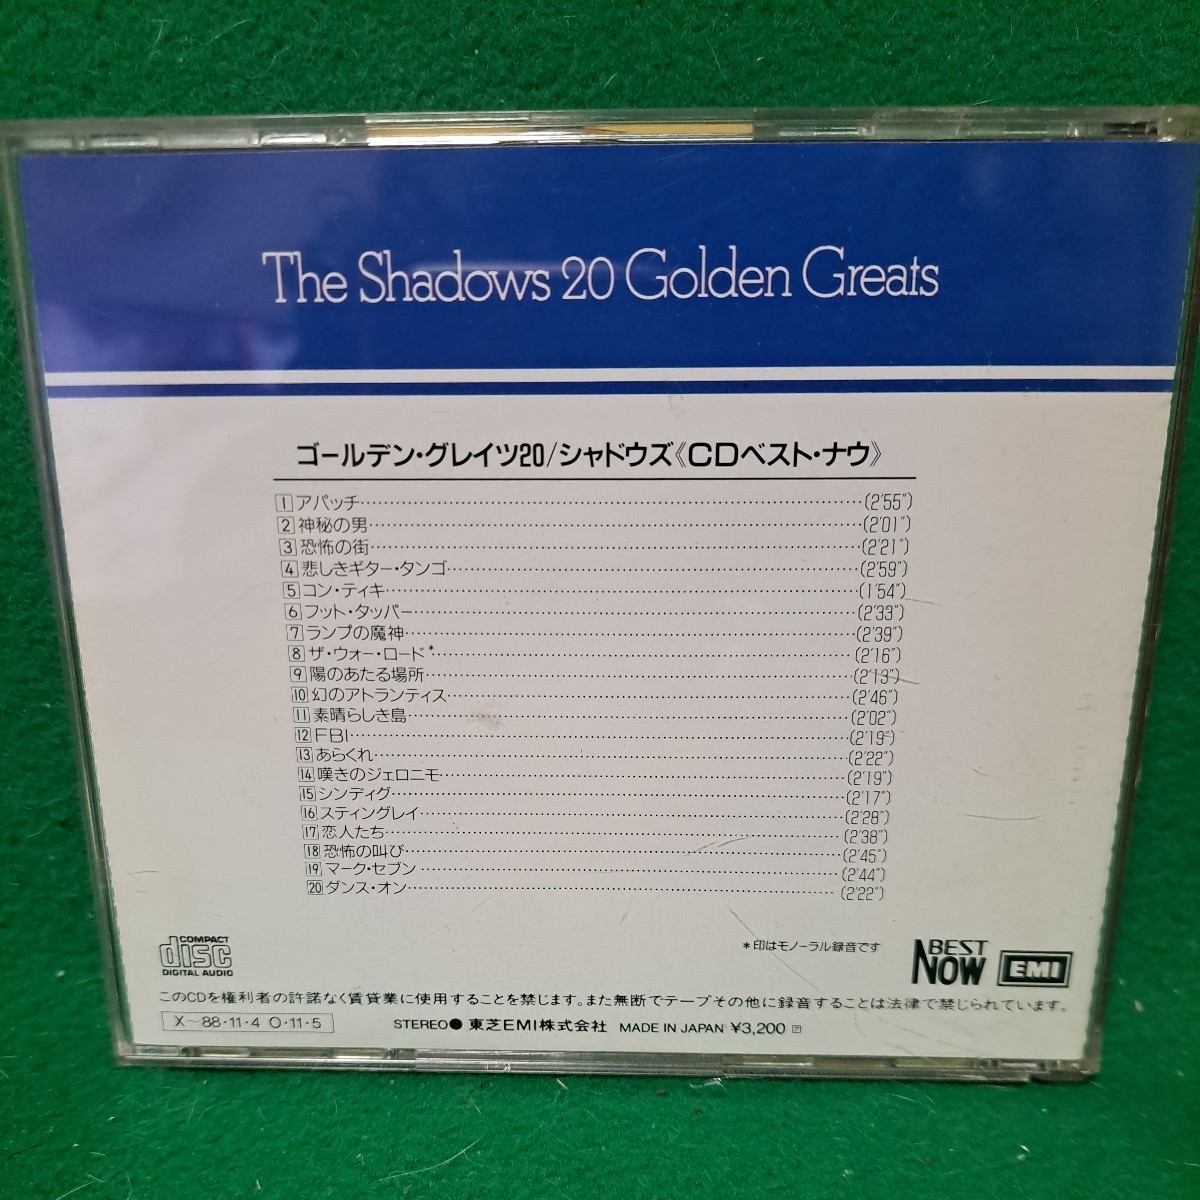 The Shadows 20 Golden Greats
ゴールデン・グレイツ20/シャドウズ《CDベスト・ナウ》
1 アパッチ (2'55")
2 神秘の男 (2'01")
3 恐怖の街 (2'21")
4 悲しきギター・タンゴ (2'59")
5 コン・ティキ (1'54")
6 フット・タッパー (2'33")
7 ランプの魔神 (2'39")
8 ザ・ウォー・ロード* (2'16")
9 陽のあたる場所 (2'13")
10 幻のアトランティス (2'46")
11 素晴らしき島 (2'02")
12 FBI (2'19")
13 あらくれ (2'22")
14 嘆きのジェロニモ (2'19")
15 シンディグ (2'17")
16 スティングレイ (2'28")
17 恋人たち (2'38")
18 恐怖の叫び (2'45")
19 マーク・セブン (2'44")
20 ダンス・オン (2'22")
*印はモノーラル録音です
COMPACT
disc
DIGITAL AUDIO
BEST
NOW
EMI
このCDを権利者の許諾なく賃貸業に使用することを禁じます。また無断でテープその他に録音することは法律で禁じられています。
X〜88・11・4 O・11・5
STEREO● 東芝EMI株式会社 MADE IN JAPAN ¥3,200